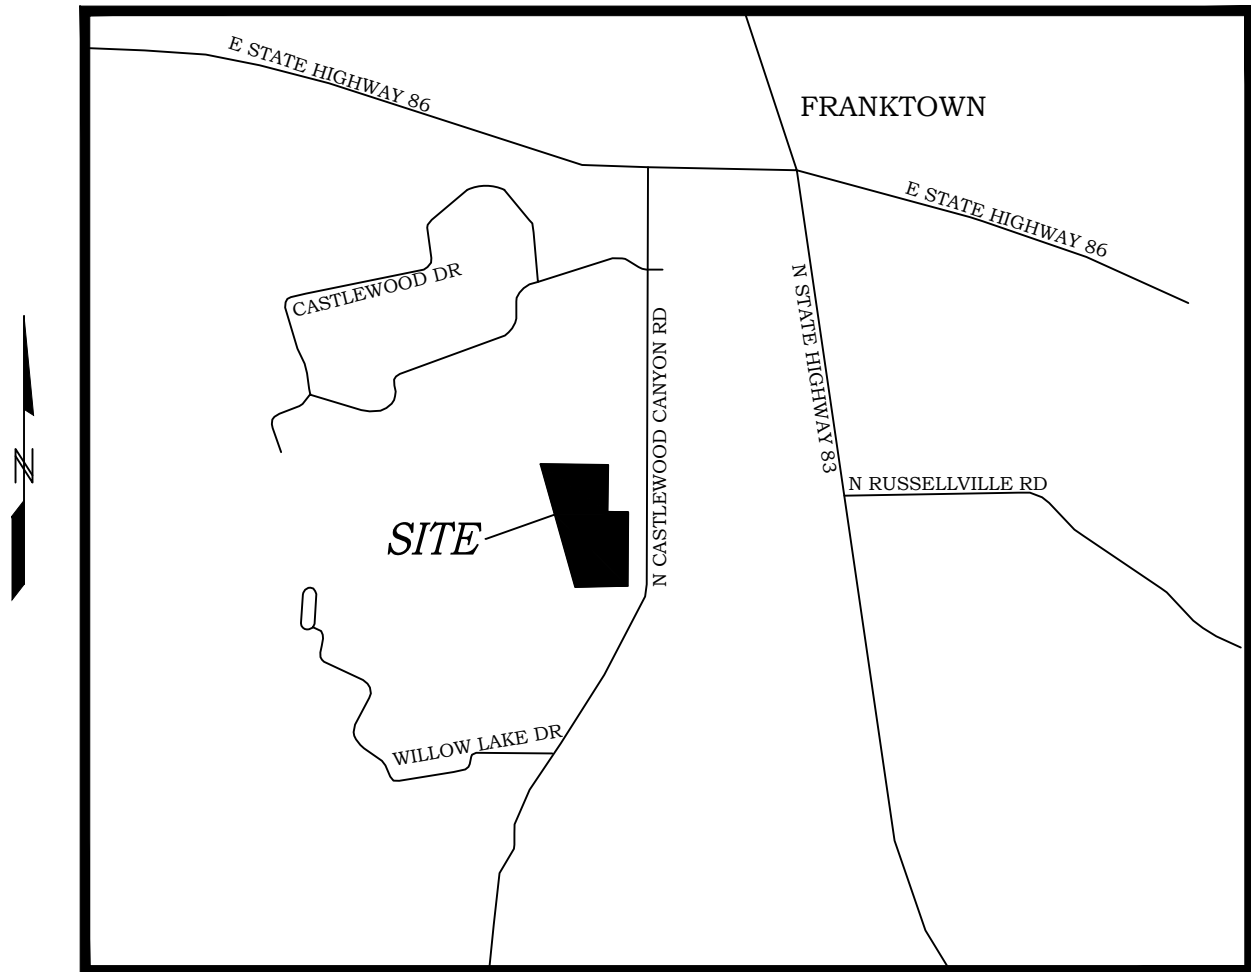 E STATE HIGHWAY 86
FRANKTOWN
E STATE HIGHWAY 86
CASTLEWOOD DR
N STATE HIGHWAY 83
N CASTLEWOOD CANYON RD
N
N RUSSELLVILLE RD
SITE
WILLOW LAKE DR